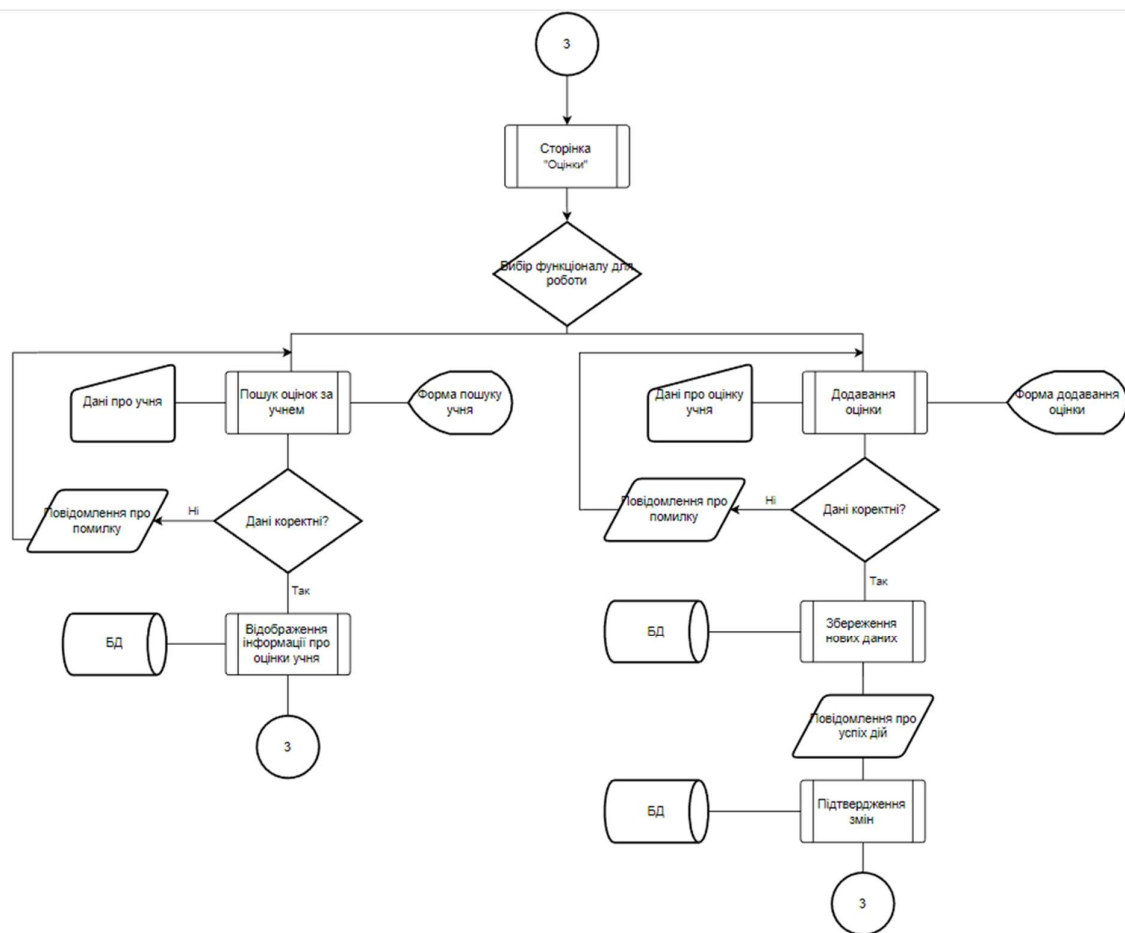 3
Сторінка
"Оцінки"
Вибір функціоналу для
роботи
Дані про учня
Пошук оцінок за
учнем
Форма пошуку
учня
Дані про оцінку
учня
Додавання
оцінки
Форма додавання
оцінки
Повідомлення про
помилку
Ні
Дані коректні?
Повідомлення про
помилку
Ні
Дані коректні?
Так
Так
БД
Відображення
інформації про
оцінки учня
БД
Збереження
нових даних
3
Повідомлення про
успіх дій
БД
Підтвердження
змін
3